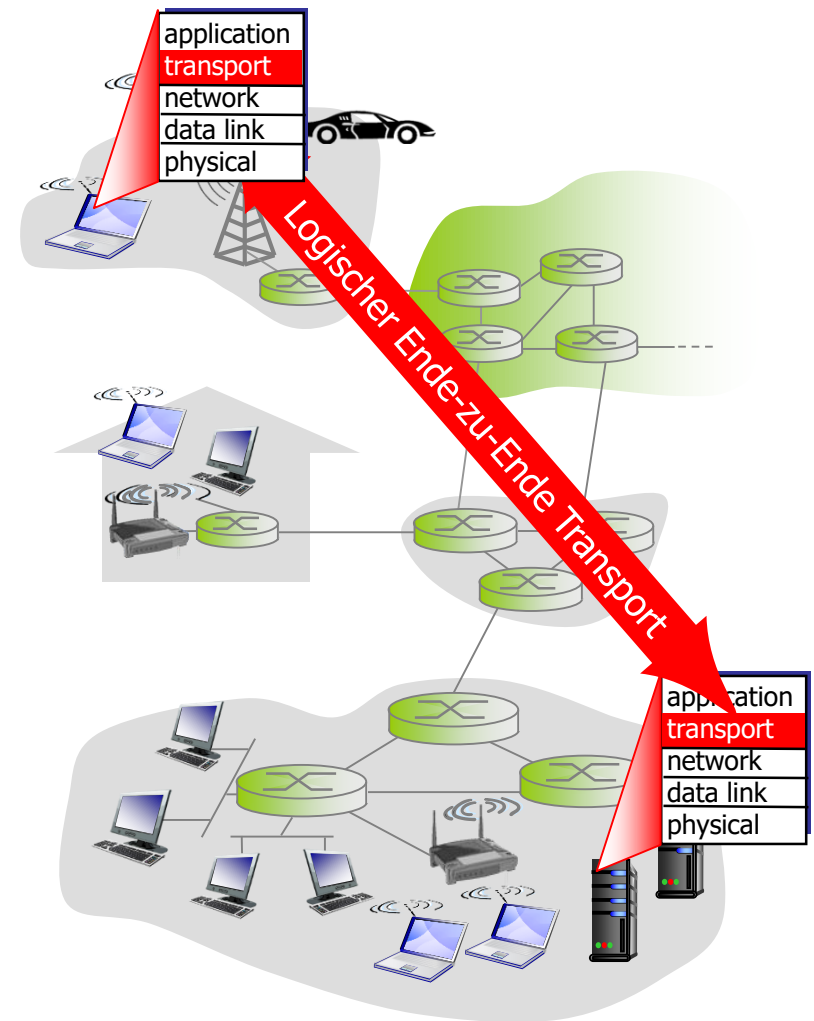 application
transport
network
data link
physical
Logischer Ende-zu-Ende Transport
application
transport
network
data link
physical